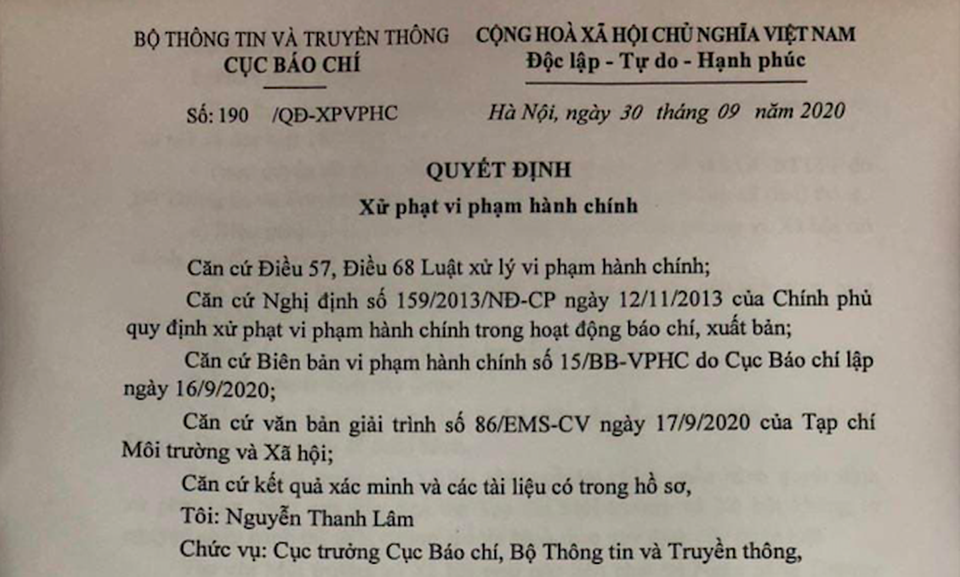 BỘ THÔNG TIN VÀ TRUYỀN THÔNG
CỤC BÁO CHÍ
CỘNG HOÀ XÃ HỘI CHỦ NGHĨA VIỆT NAM
Độc lập - Tự do - Hạnh phúc
Số: 190 /QĐ-XPVPHC
Hà Nội, ngày 30 tháng 09 năm 2020
QUYẾT ĐỊNH
Xử phạt vi phạm hành chính
Căn cứ Điều 57, Điều 68 Luật xử lý vi phạm hành chính;
Căn cứ Nghị định số 159/2013/NĐ-CP ngày 12/11/2013 của Chính phủ
quy định xử phạt vi phạm hành chính trong hoạt động báo chí, xuất bản;
Căn cứ Biên bản vi phạm hành chính số 15/BB-VPHC do Cục Báo chí lập
ngày 16/9/2020;
Căn cứ văn bản giải trình số 86/EMS-CV ngày 17/9/2020 của Tạp chí
Môi trường và Xã hội;
Căn cứ kết quả xác minh và các tài liệu có trong hồ sơ,
Tôi: Nguyễn Thanh Lâm
Chức vụ: Cục trưởng Cục Báo chí, Bộ Thông tin và Truyền thông,